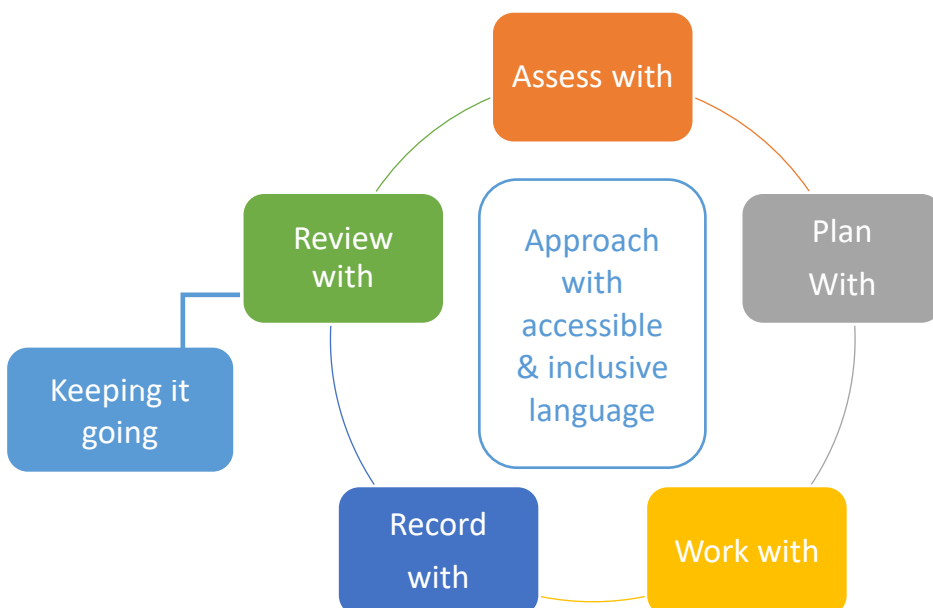 Assess with
Plan
With
Work with
Record
with
Review
with
Keeping it
going
Approach
with
accessible
& inclusive
language